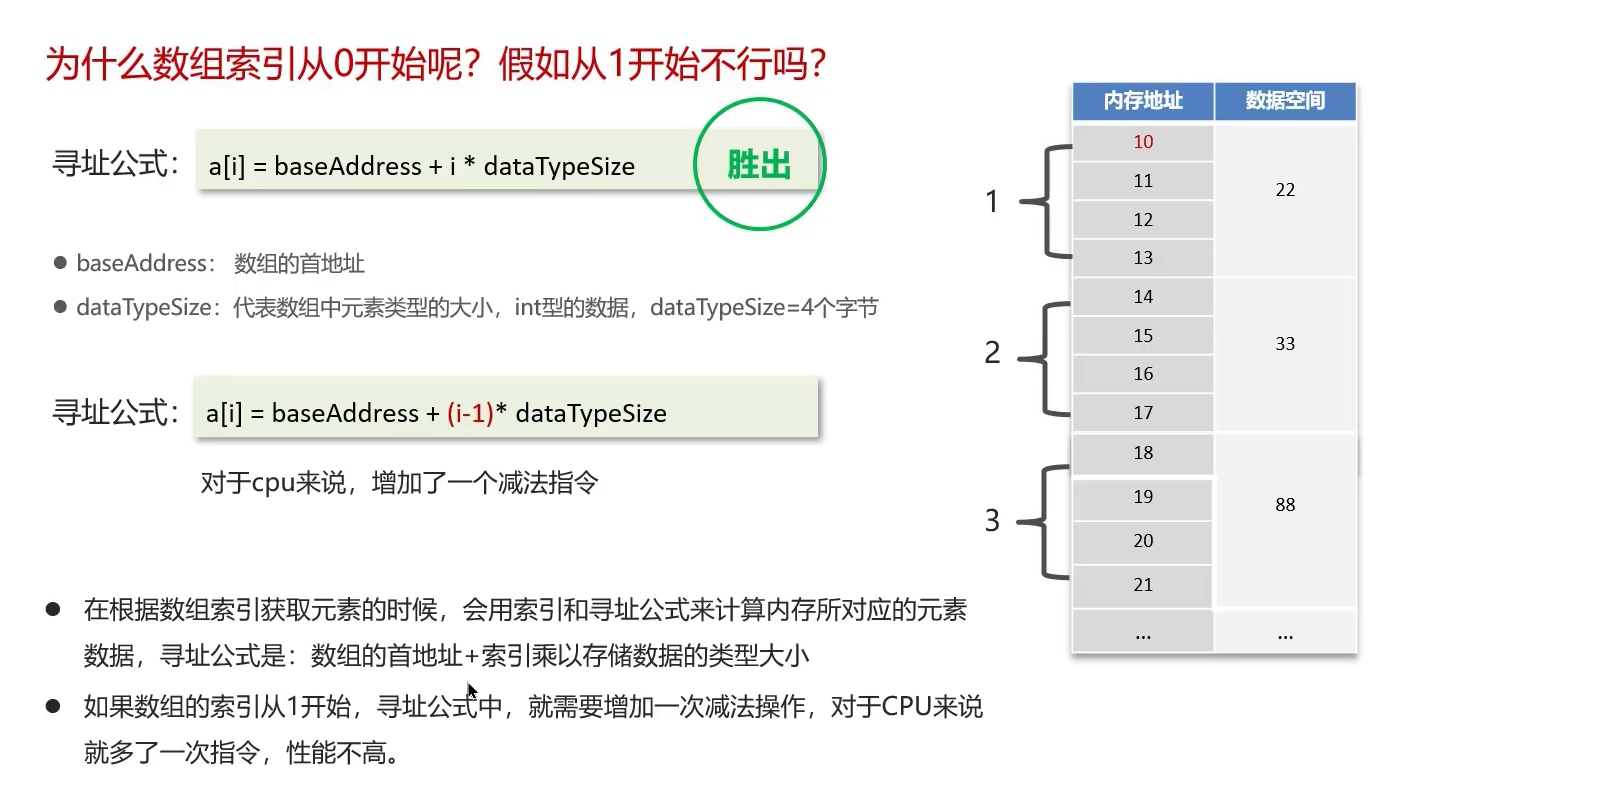 为什么数组索引从0开始呢？假如从1开始不行吗？
寻址公式： a[i] = baseAddress + i * dataTypeSize 胜出
baseAddress： 数组的首地址
dataTypeSize：代表数组中元素类型的大小，int型的数据，dataTypeSize=4个字节
寻址公式： a[i] = baseAddress + (i-1)* dataTypeSize
对于cpu来说，增加了一个减法指令
在根据数组索引获取元素的时候，会用索引和寻址公式来计算内存所对应的元素
数据，寻址公式是：数组的首地址+索引乘以存储数据的类型大小
如果数组的索引从1开始，寻址公式中，就需要增加一次减法操作，对于CPU来说
就多了一次指令，性能不高。
内存地址 数据空间
10
11
1 22
12
13
14
15
2 33
16
17
18
19
3 88
20
21
... ...